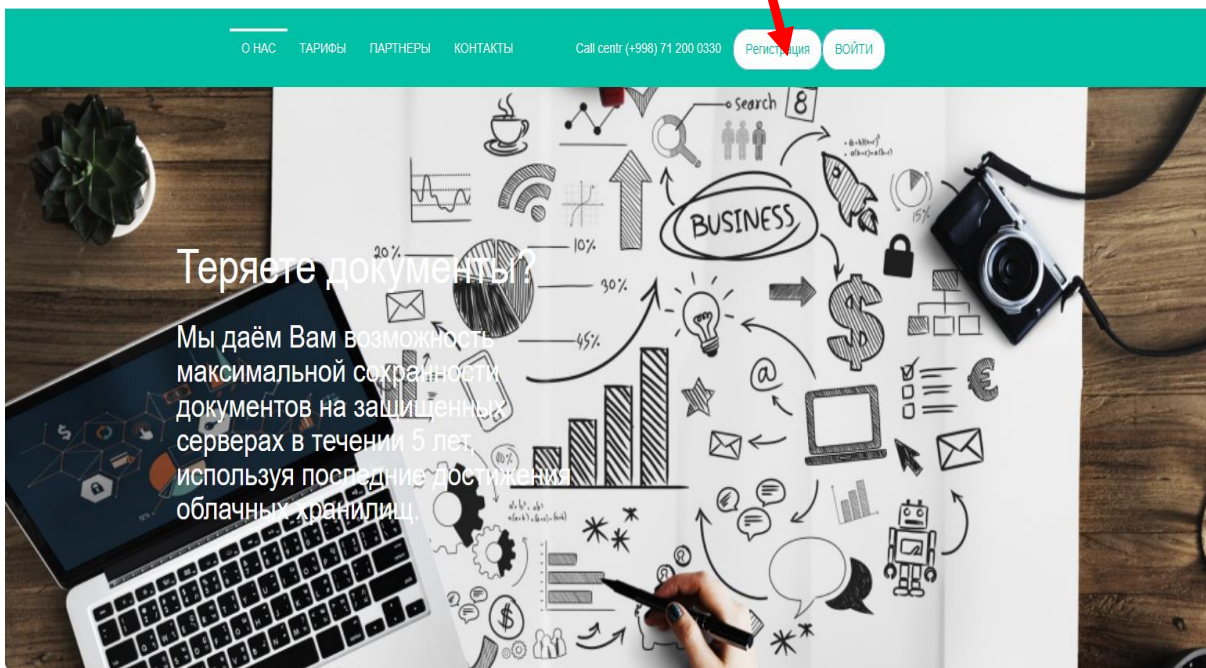 О НАС ТАРИФЫ ПАРТНЕРЫ КОНТАКТЫ Call centr (+998) 71 200 0330 Регистрация ВОЙТИ
search 8
BUSINESS
15%
20% 10%
30%
45%
Теряете документы?
Мы даём Вам возможность
максимальной сохранности
документов на защищенных
серверах в течении 5 лет,
используя последние достижения
облачных хранилищ.
$
€
@
$
40%
$